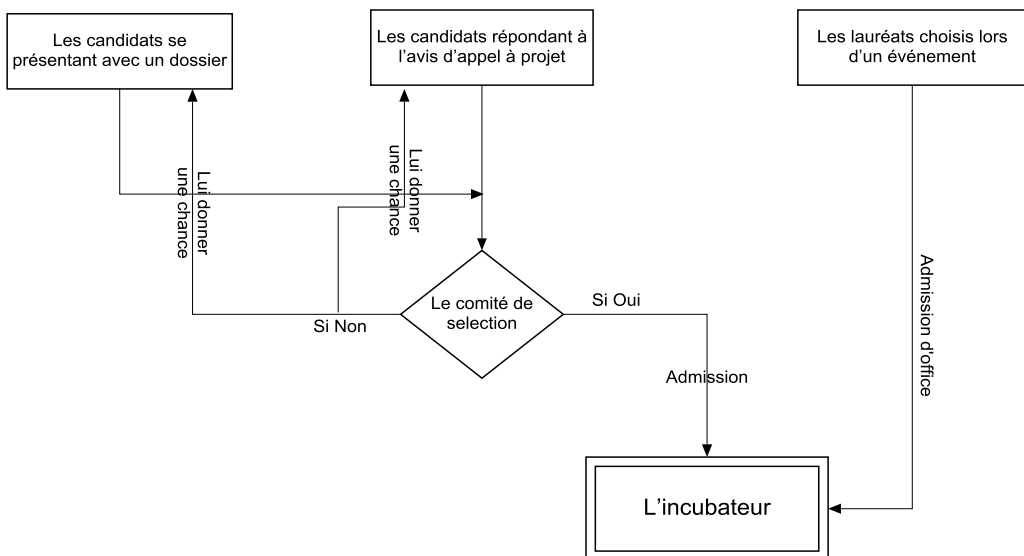 Les candidats se
présentant avec un dossier
Les candidats répondant à
l’avis d’appel à projet
Les lauréats choisis lors
d’un événement
Lui donner
une chance
Lui donner
une chance
Admission d'office
Le comité de
selection
Si Oui
Si Non
Admission
L’incubateur